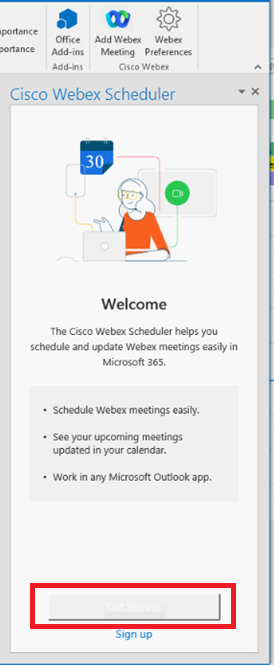 mportance
portance
Office Add-ins
Add Webex Meeting
Webex Preferences
Add-ins
Cisco Webex
Cisco Webex Scheduler
30
Welcome
The Cisco Webex Scheduler helps you
schedule and update Webex meetings easily in
Microsoft 365.
• Schedule Webex meetings easily.
• See your upcoming meetings
updated in your calendar.
• Work in any Microsoft Outlook app.
Get started
Sign up